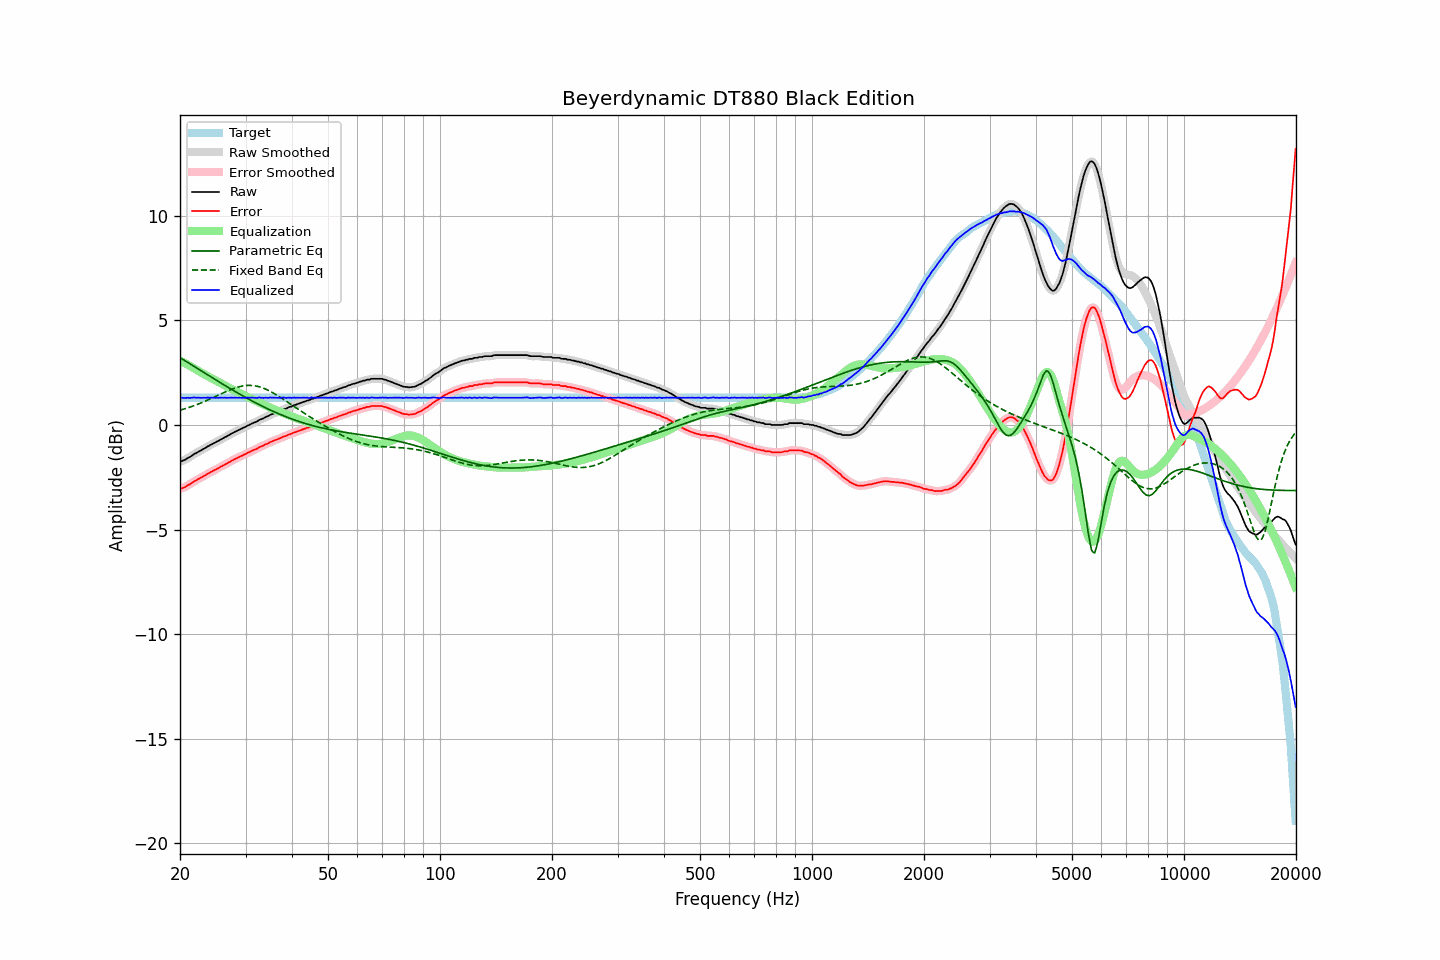 Beyerdynamic DT880 Black Edition
Target
Raw Smoothed
Error Smoothed
Raw
Error
Equalization
Parametric Eq
Fixed Band Eq
Equalized
10
5
0
−5
−10
−15
−20
Amplitude (dBr)
20
50
100
200
500
1000
2000
5000
10000
20000
Frequency (Hz)